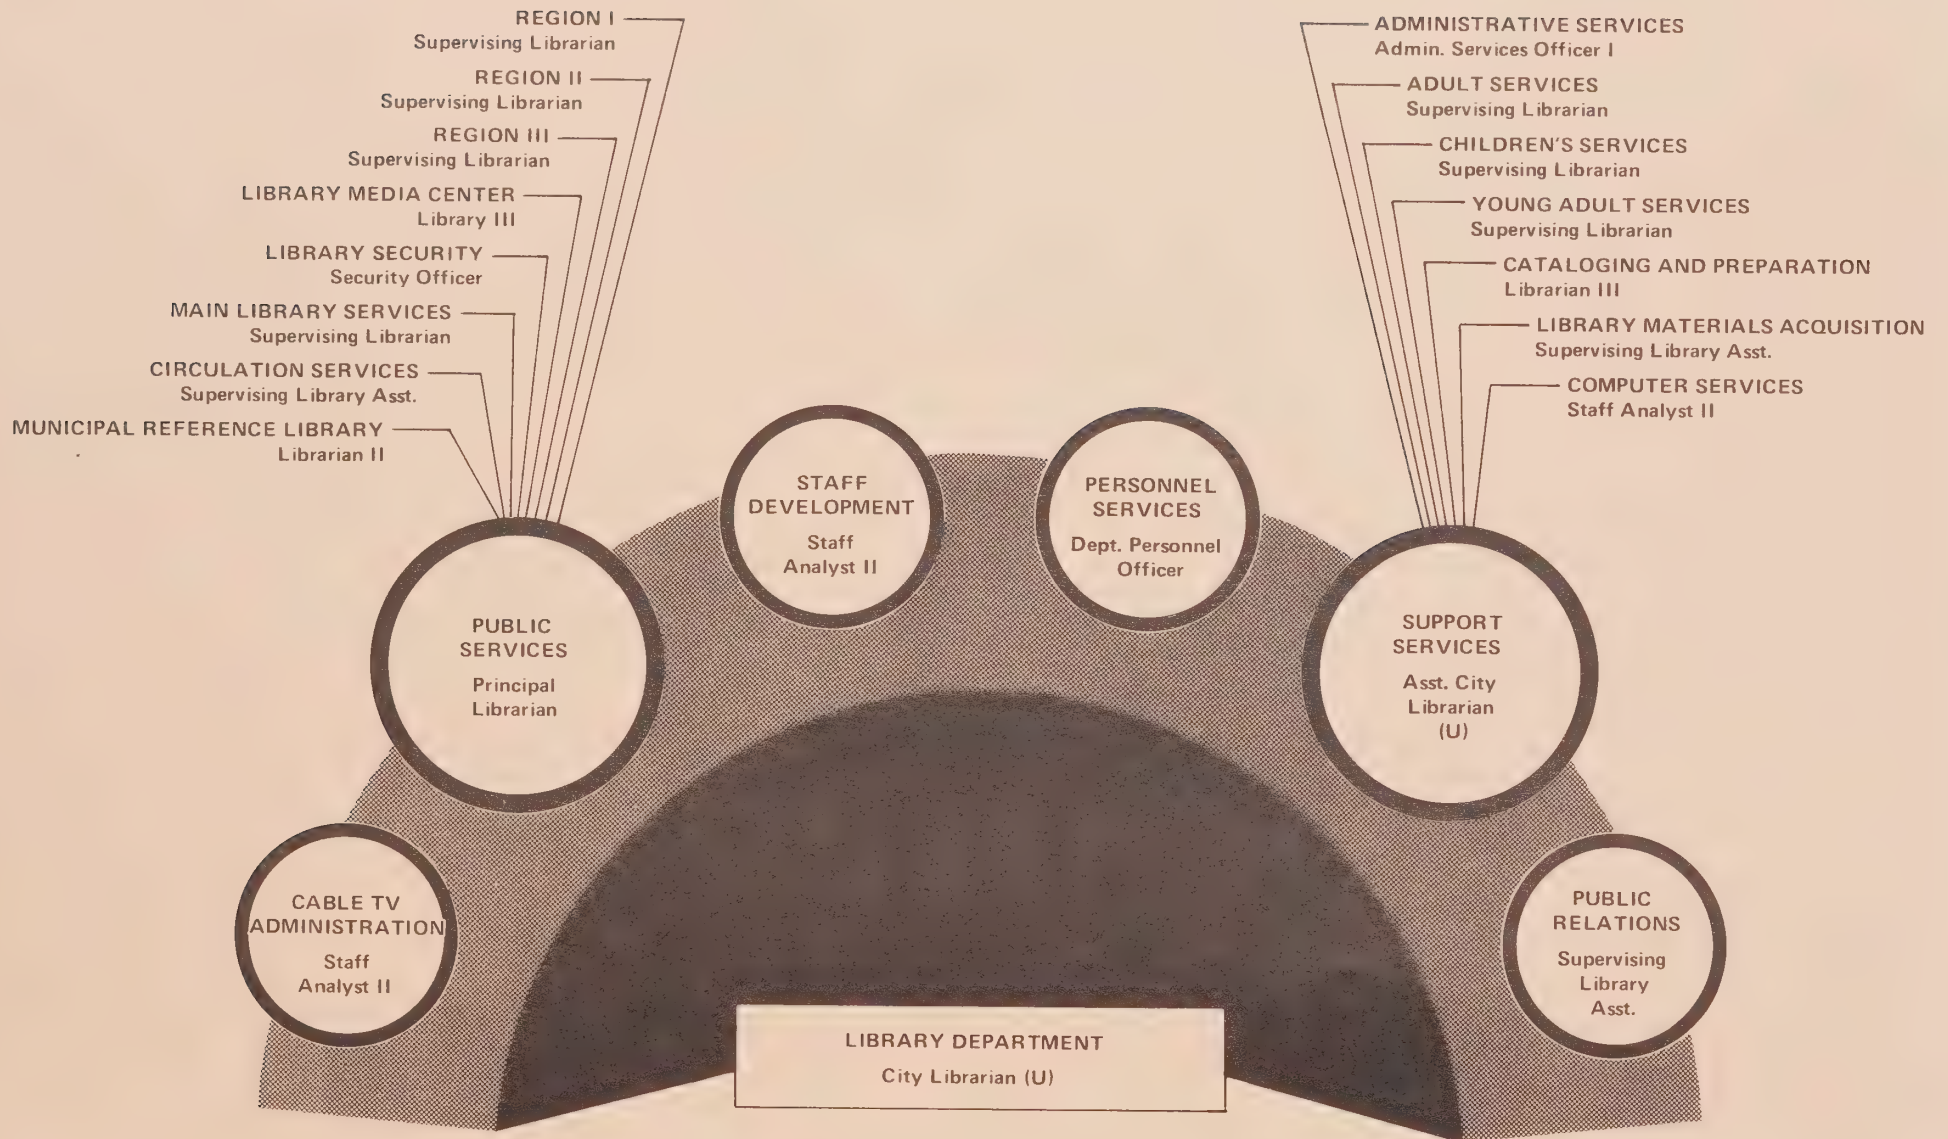 REGION I
Supervising Librarian
REGION II
Supervising Librarian
REGION III
Supervising Librarian
LIBRARY MEDIA CENTER
Library III
LIBRARY SECURITY
Security Officer
MAIN LIBRARY SERVICES
Supervising Librarian
CIRCULATION SERVICES
Supervising Library Asst.
MUNICIPAL REFERENCE LIBRARY
Librarian II
ADMINISTRATIVE SERVICES
Admin. Services Officer I
ADULT SERVICES
Supervising Librarian
CHILDREN'S SERVICES
Supervising Librarian
YOUNG ADULT SERVICES
Supervising Librarian
CATALOGING AND PREPARATION
Librarian III
LIBRARY MATERIALS ACQUISITION
Supervising Library Asst.
COMPUTER SERVICES
Staff Analyst II
CABLE TV
ADMINISTRATION
Staff
Analyst II
PUBLIC
SERVICES
Principal
Librarian
STAFF
DEVELOPMENT
Staff
Analyst II
PERSONNEL
SERVICES
Dept. Personnel
Officer
SUPPORT
SERVICES
Asst. City
Librarian
(U)
PUBLIC
RELATIONS
Supervising
Library
Asst.
LIBRARY DEPARTMENT
City Librarian (U)